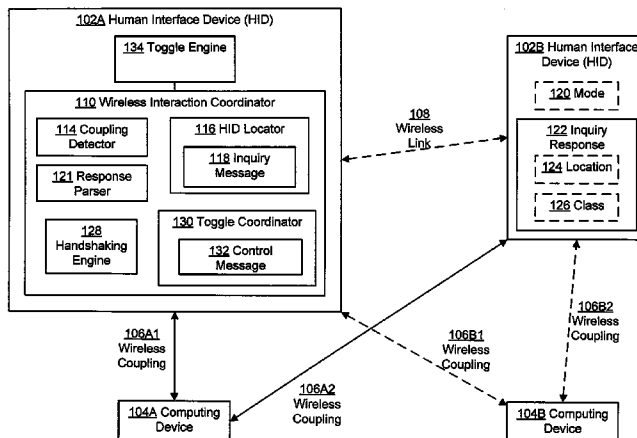 102A Human Interface Device (HID)
134 Toggle Engine
110 Wireless Interaction Coordinator
114 Coupling
Detector
116 HID Locator
118 Inquiry
Message
121 Response
Parser
128
Handshaking
Engine
130 Toggle Coordinator
132 Control
Message
108
Wireless
Link
102B Human Interface
Device (HID)
120 Mode
122 Inquiry
Response
124 Location
126 Class
106A1
Wireless
Coupling
106A2
Wireless
Coupling
106B1
Wireless
Coupling
106B2
Wireless
Coupling
104A Computing
Device
104B Computing
Device